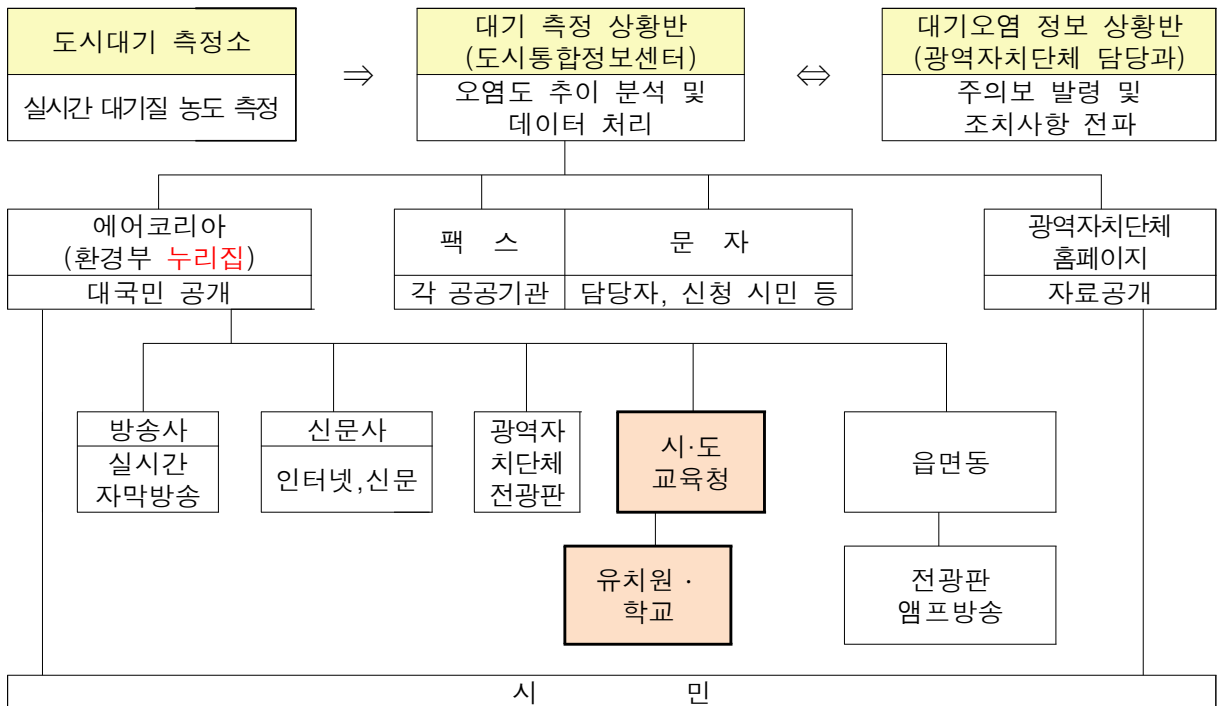 도시대기 측정소
실시간 대기질 농도 측정
⇒
대기 측정 상황반
(도시통합정보센터)
오염도 추이 분석 및
데이터 처리
⇔
대기오염 정보 상황반
(광역자치단체 담당과)
주의보 발령 및
조치사항 전파
에어코리아
(환경부 누리집)
대국민 공개
팩 스
각 공공기관
문 자
담당자, 신청 시민 등
광역자치단체
홈페이지
자료공개
방송사
실시간
자막방송
신문사
인터넷,신문
광역자
치단체
전광판
시·도
교육청
읍면동
유치원 ·
학교
전광판
앰프방송
시 민